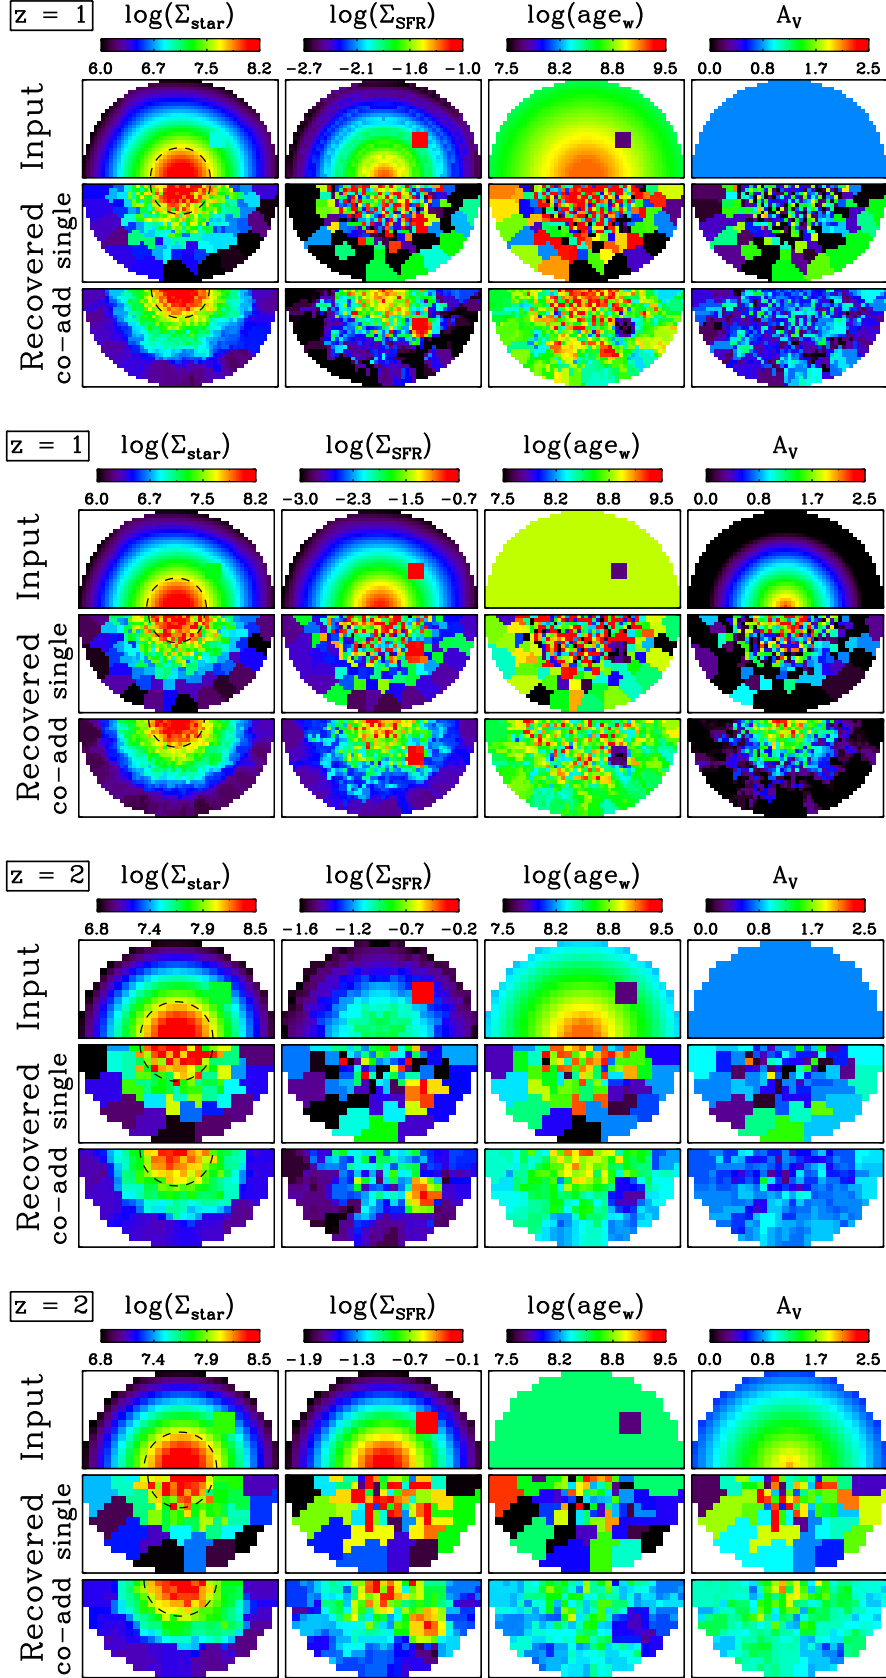 z = 1
log(Σstar) log(ΣSFR) log(agew) AV
6.0 6.7 7.5 8.2 −2.7 −2.1 −1.6 −1.0 7.5 8.2 8.9 9.5 0.0 0.8 1.7 2.5
Input
Recovered
single
co−add
z = 1
log(Σstar) log(ΣSFR) log(agew) AV
6.0 6.7 7.5 8.2 −3.0 −2.3 −1.5 −0.7 7.5 8.2 8.9 9.5 0.0 0.8 1.7 2.5
Input
Recovered
single
co−add
z = 2
log(Σstar) log(ΣSFR) log(agew) AV
6.8 7.4 7.9 8.5 −1.6 −1.2 −0.7 −0.2 7.5 8.2 8.9 9.5 0.0 0.8 1.7 2.5
Input
Recovered
single
co−add
z = 2
log(Σstar) log(ΣSFR) log(agew) AV
6.8 7.4 7.9 8.5 −1.9 −1.3 −0.7 −0.1 7.5 8.2 8.9 9.5 0.0 0.8 1.7 2.5
Input
Recovered
single
co−add